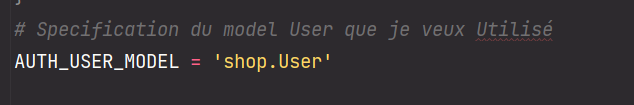 # Specification du model User que je veux Utilisé
AUTH_USER_MODEL = 'shop.User'